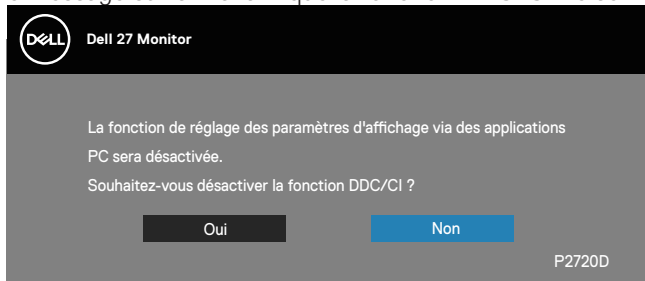 DELL
Dell 27 Monitor
La fonction de réglage des paramètres d'affichage via des applications
PC sera désactivée.
Souhaitez-vous désactiver la fonction DDC/CI ?
Oui
Non
P2720D